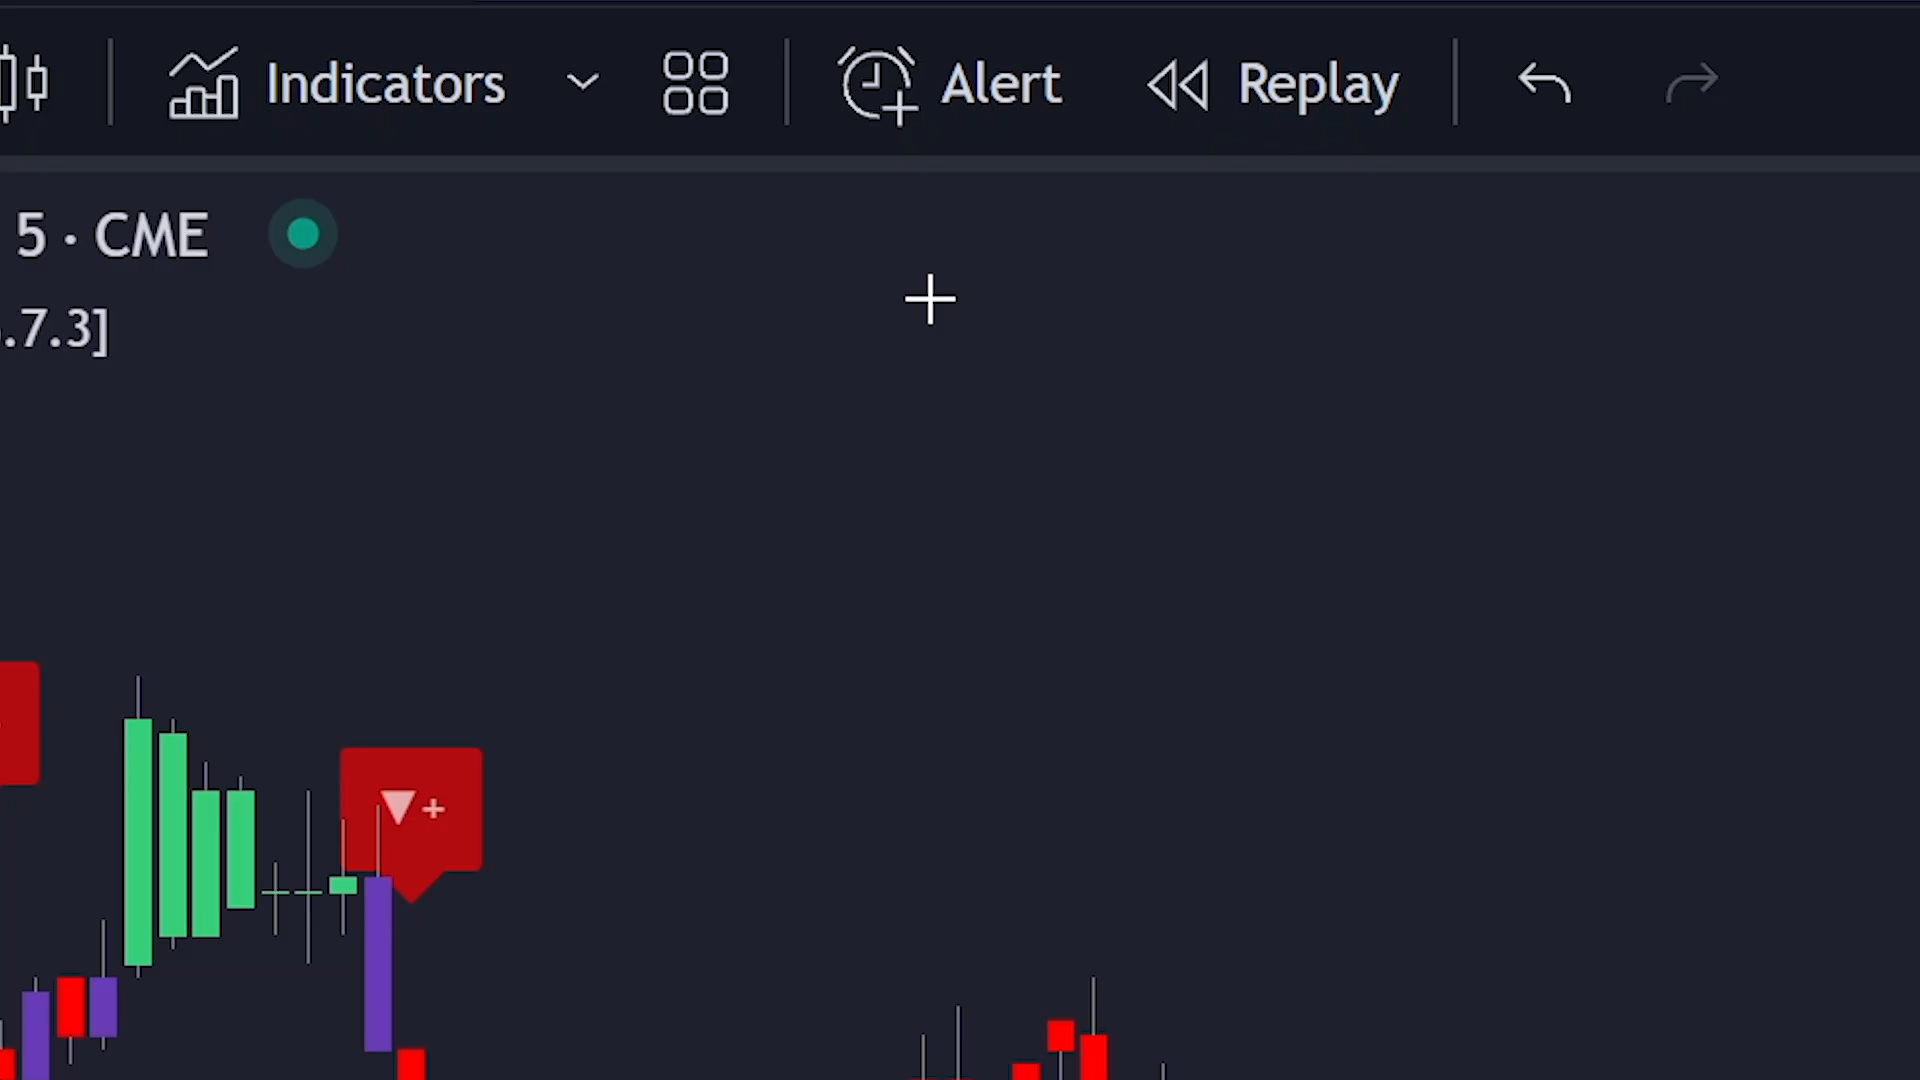 Indicators Alert Replay
5 · CME
.7.3]
▼+